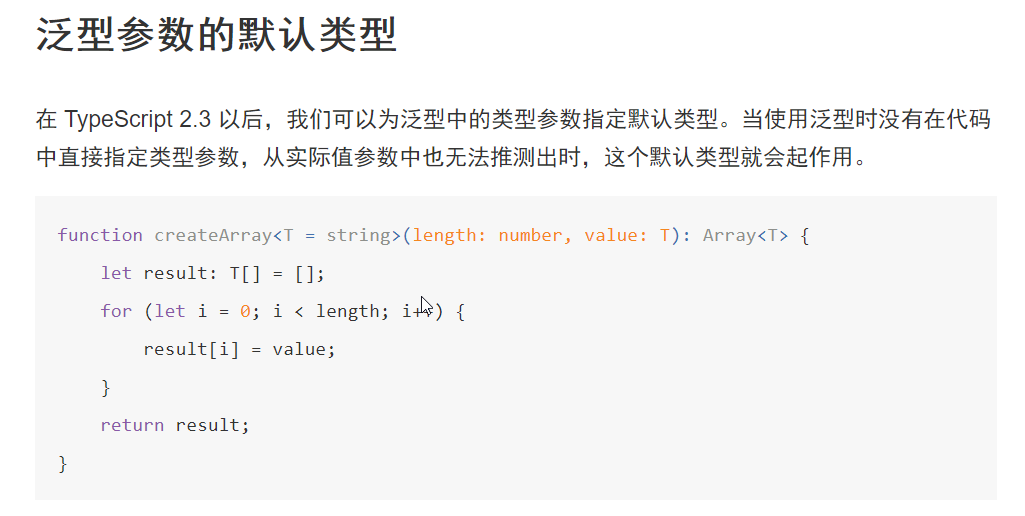 泛型参数的默认类型
在 TypeScript 2.3 以后，我们可以为泛型中的类型参数指定默认类型。当使用泛型时没有在代码
中直接指定类型参数，从实际值参数中也无法推测出时，这个默认类型就会起作用。
function createArray<T = string>(length: number, value: T): Array<T> {
    let result: T[] = [];
    for (let i = 0; i < length; i++) {
        result[i] = value;
    }
    return result;
}